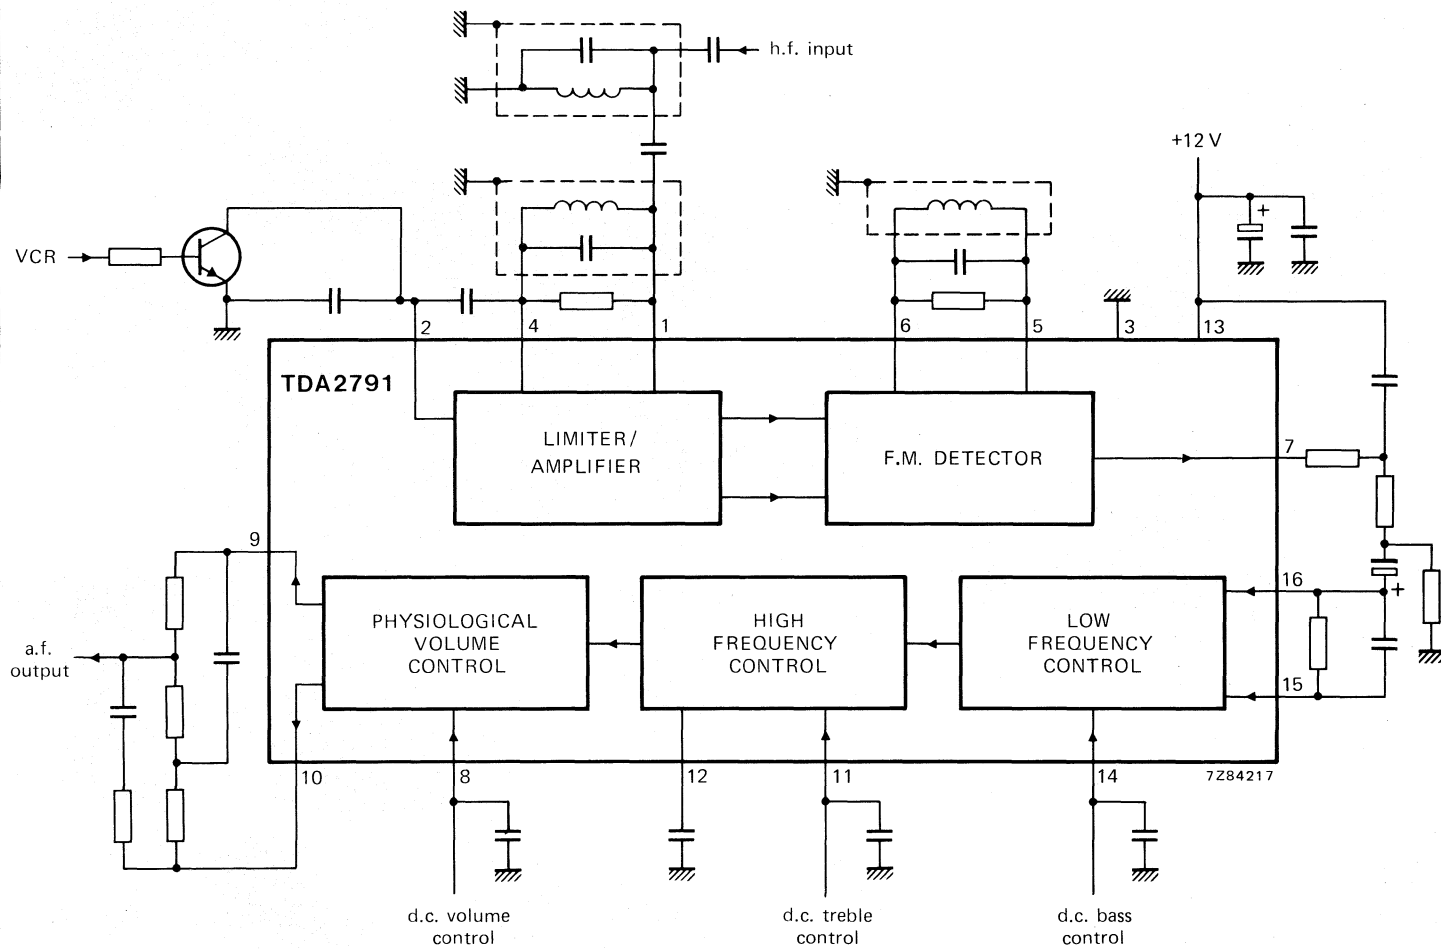 h.f. input
+12 V
+
VCR
2
4
1
6
5
3
13
TDA2791
LIMITER/
AMPLIFIER
F.M. DETECTOR
7
9
16
+
PHYSIOLOGICAL
VOLUME
CONTROL
HIGH
FREQUENCY
CONTROL
LOW
FREQUENCY
CONTROL
a.f.
output
15
10
8
12
11
14
7Z84217
d.c. volume
control
d.c. treble
control
d.c. bass
control